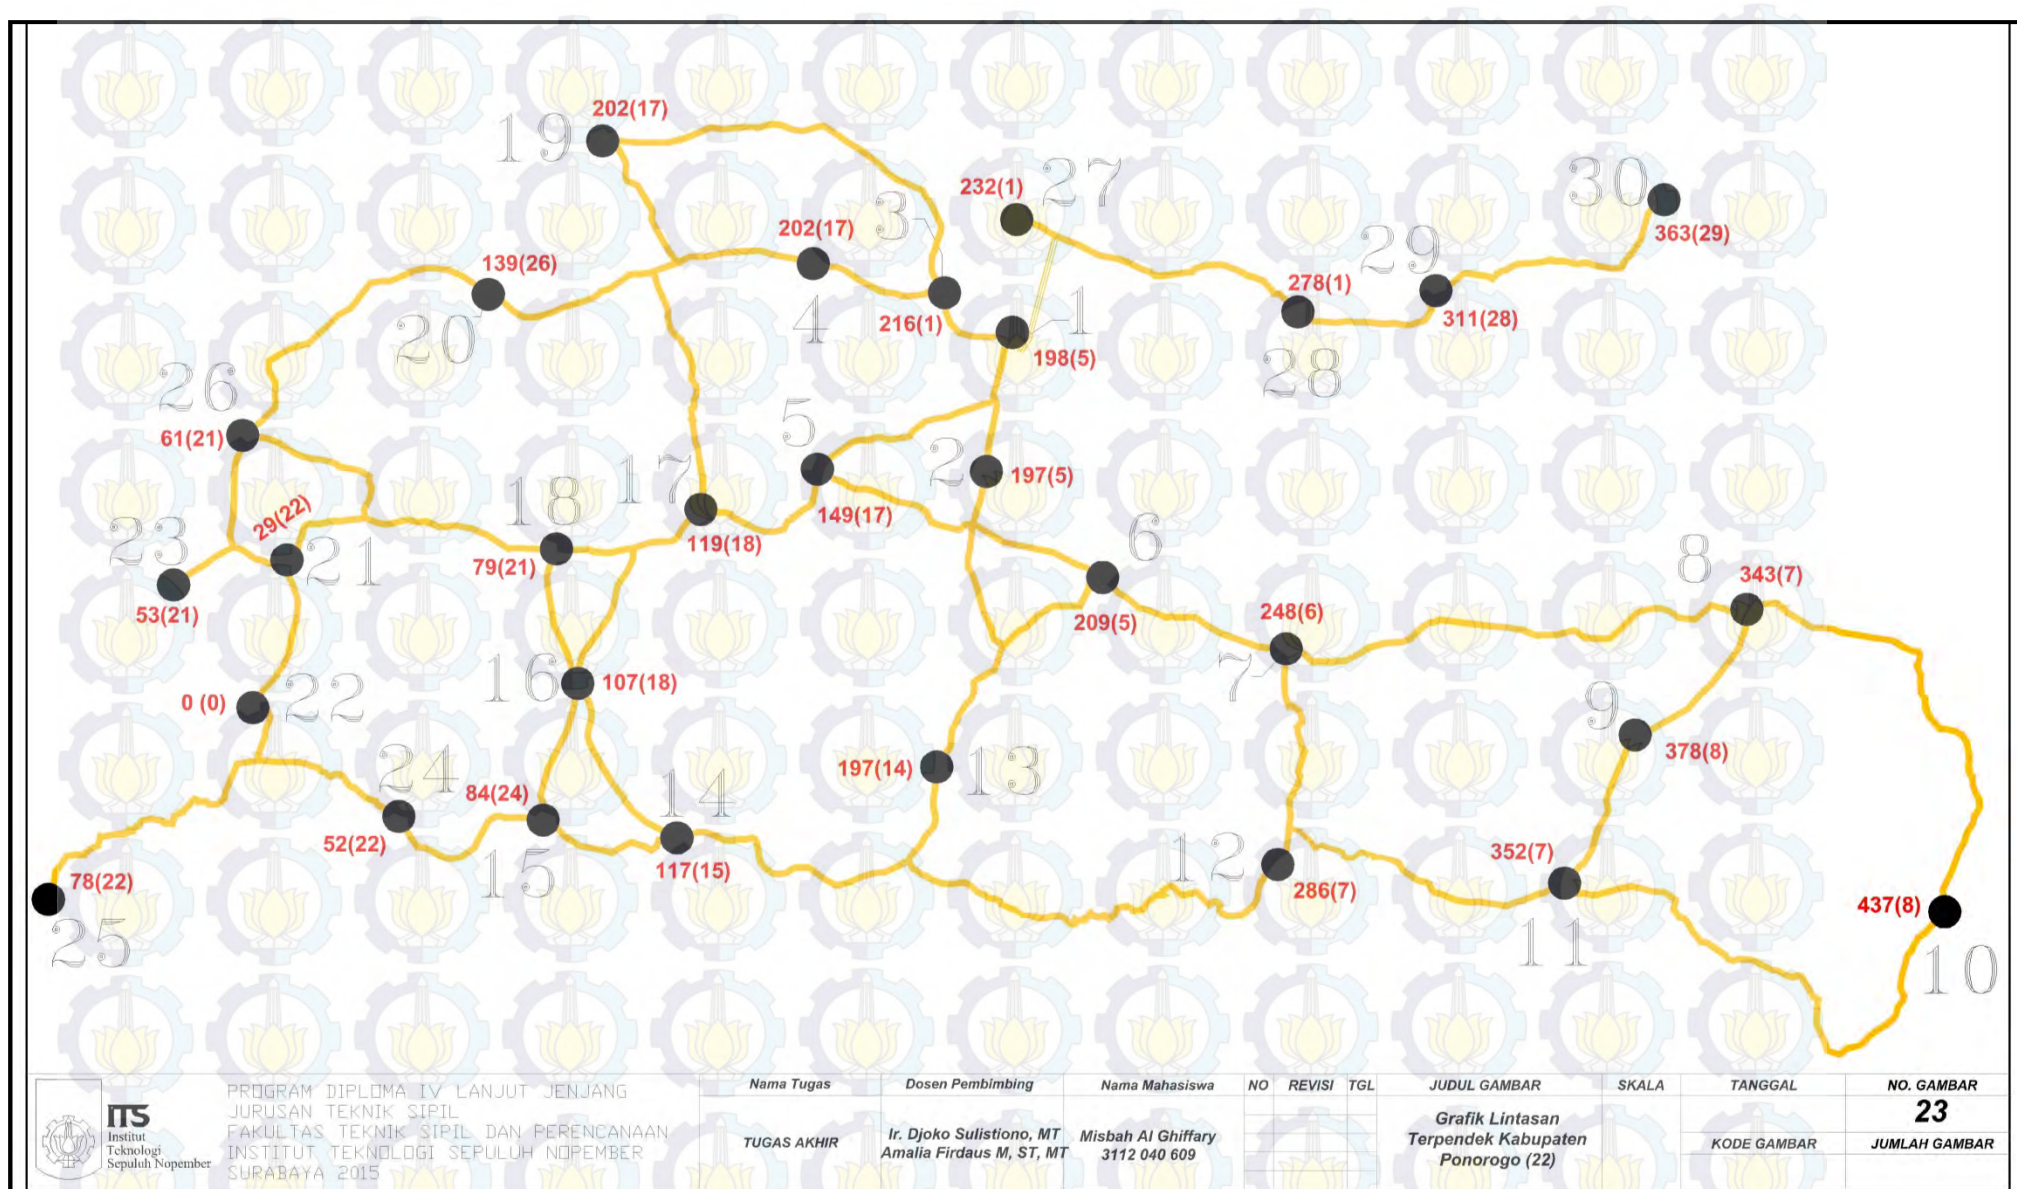 202(17)
19
27
232(1)
30
3
202(17)
363(29)
29
139(26)
278(1)
4
216(1)
1
311(28)
20
198(5)
28
26
5
61(21)
17
2
197(5)
18
23
29(22)
149(17)
6
119(18)
21
79(21)
8
343(7)
53(21)
209(5)
248(6)
16
107(18)
7
0 (0)
22
9
378(8)
24
197(14)
13
84(24)
14
52(22)
12
352(7)
15
117(15)
286(7)
78(22)
437(8)
25
11
10
ITS
Institut
Teknologi
Sepuluh Nopember
PROGRAM DIPLOMA IV LANJUT JENJANG
JURUSAN TEKNIK SIPIL
FAKULTAS TEKNIK SIPIL DAN PERENCANAAN
INSTITUT TEKNOLOGI SEPULUH NOPEMBER
SURABAYA 2015
Nama Tugas
TUGAS AKHIR
Dosen Pembimbing
Ir. Djoko Sulistiono, MT
Amalia Firdaus M, ST, MT
Nama Mahasiswa
Misbah Al Ghiffary
3112 040 609
NO REVISI TGL
JUDUL GAMBAR
Grafik Lintasan
Terpendek Kabupaten
Ponorogo (22)
SKALA
TANGGAL
KODE GAMBAR
NO. GAMBAR
23
JUMLAH GAMBAR